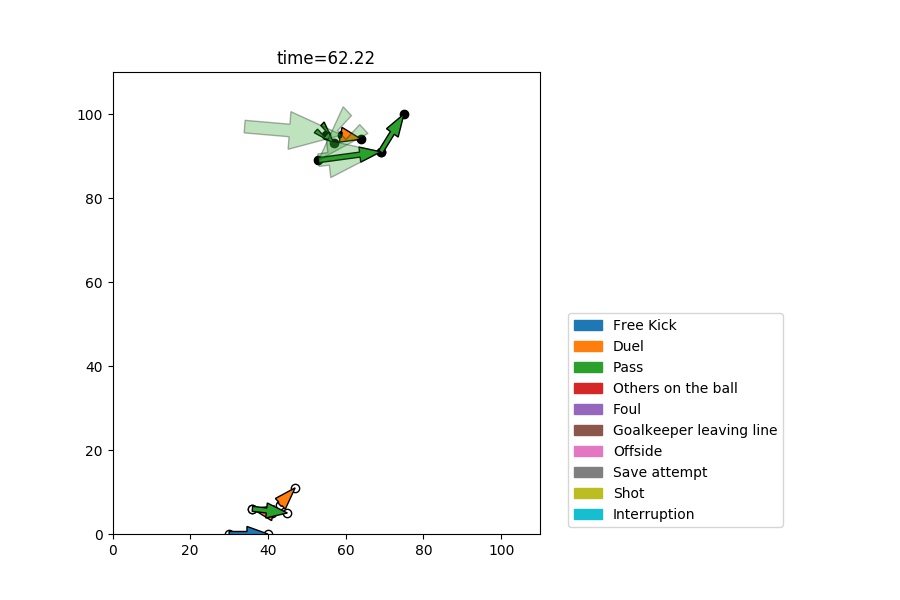 time=62.22
100
80
60
40
20
0
0 20 40 60 80 100
Free Kick
Duel
Pass
Others on the ball
Foul
Goalkeeper leaving line
Offside
Save attempt
Shot
Interruption